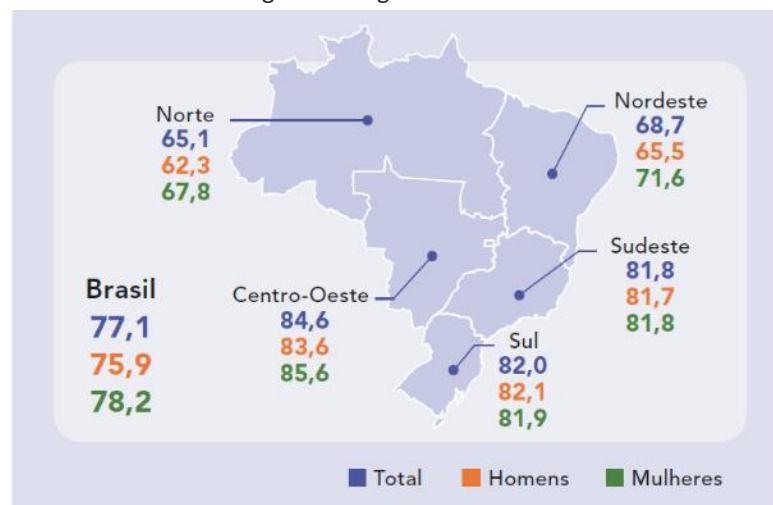 Norte
65,1
62,3
67,8
Nordeste
68,7
65,5
71,6
Sudeste
81,8
81,7
81,8
Brasil
77,1
75,9
78,2
Centro-Oeste
84,6
83,6
85,6
Sul
82,0
82,1
81,9
Total
Homens
Mulheres